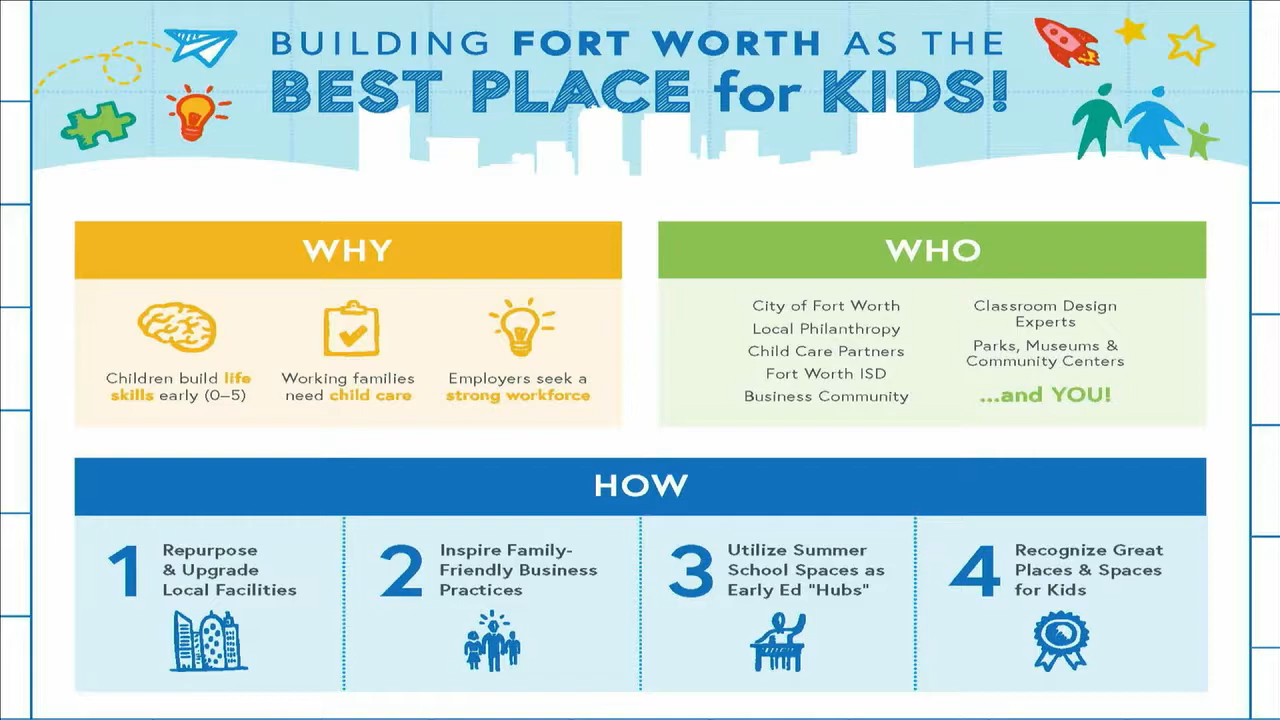 BUILDING FORT WORTH AS THE
BEST PLACE for KIDS!
WHY
Children build life
skills early (0–5)
Working families
need child care
Employers seek a
strong workforce
WHO
City of Fort Worth
Local Philanthropy
Child Care Partners
Fort Worth ISD
Business Community
Classroom Design
Experts
Parks, Museums &
Community Centers
...and YOU!
HOW
1
Repurpose
& Upgrade
Local Facilities
2
Inspire Family-
Friendly Business
Practices
3
Utilize Summer
School Spaces as
Early Ed "Hubs"
4
Recognize Great
Places & Spaces
for Kids